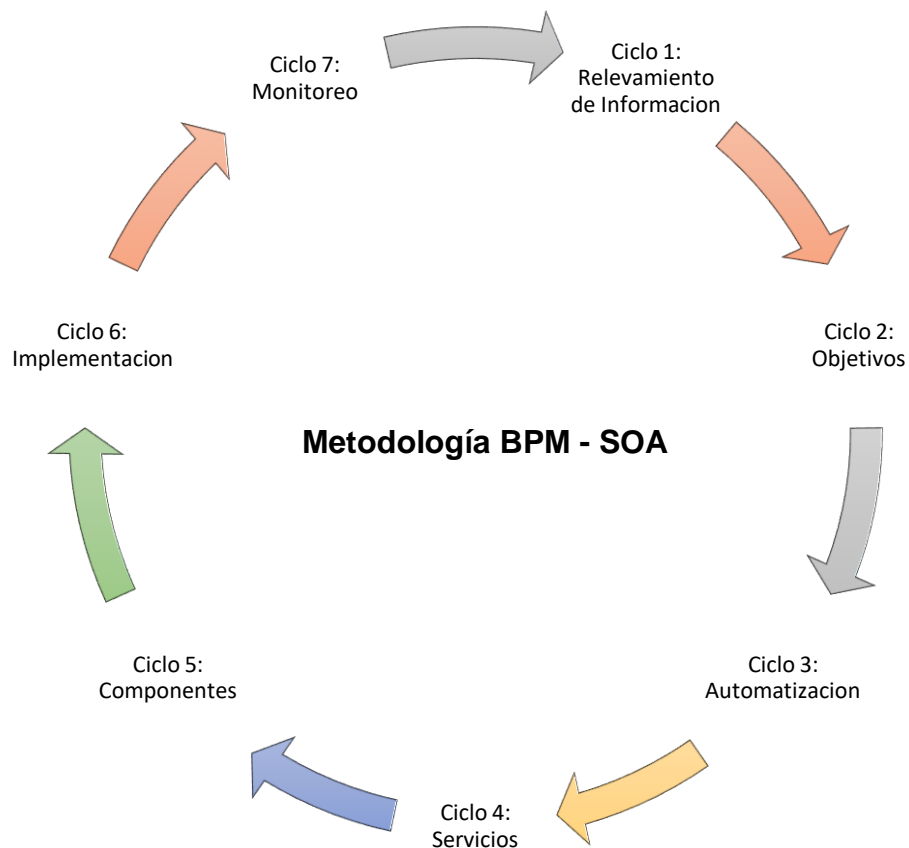 Ciclo 1:
Relevamiento
de Informacion
Ciclo 2:
Objetivos
Ciclo 3:
Automatizacion
Ciclo 4:
Servicios
Ciclo 5:
Componentes
Ciclo 6:
Implementacion
Ciclo 7:
Monitoreo
Metodología BPM - SOA